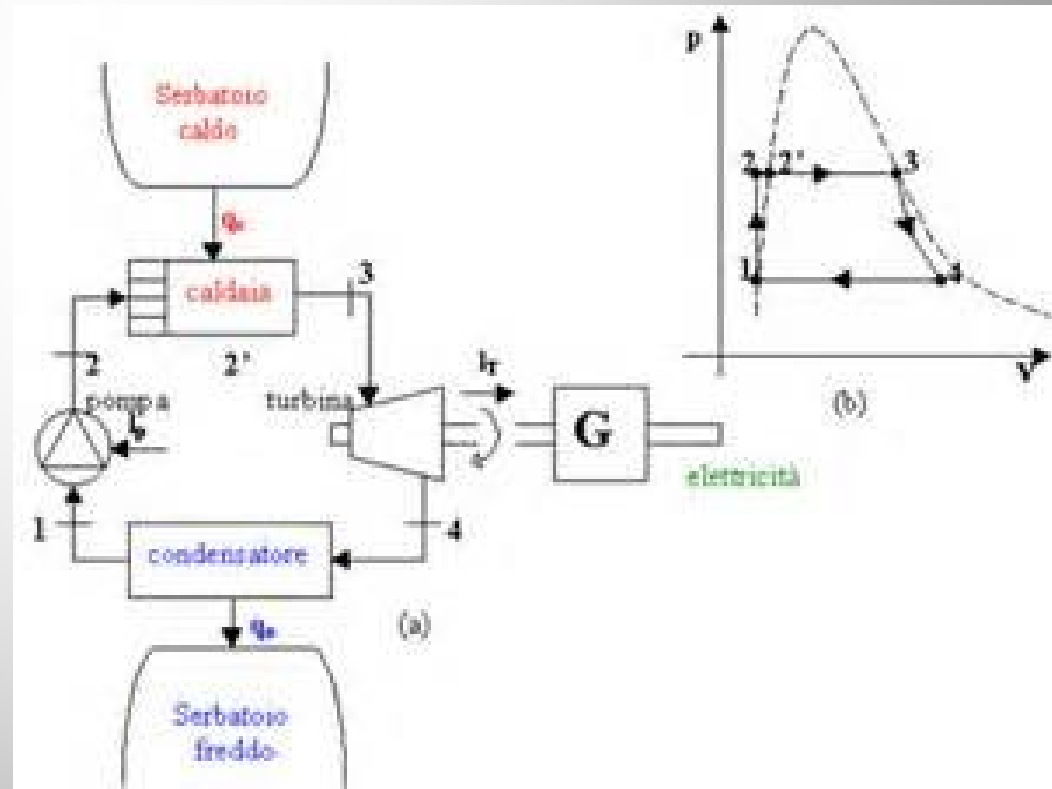 Serbatoio
caldo
caldaia
3
2
2'
pompa
turbina
G
elettricità
1
4
condensatore
(a)
Serbatoio
freddo
p
2
2'
3
1
4
V
(b)